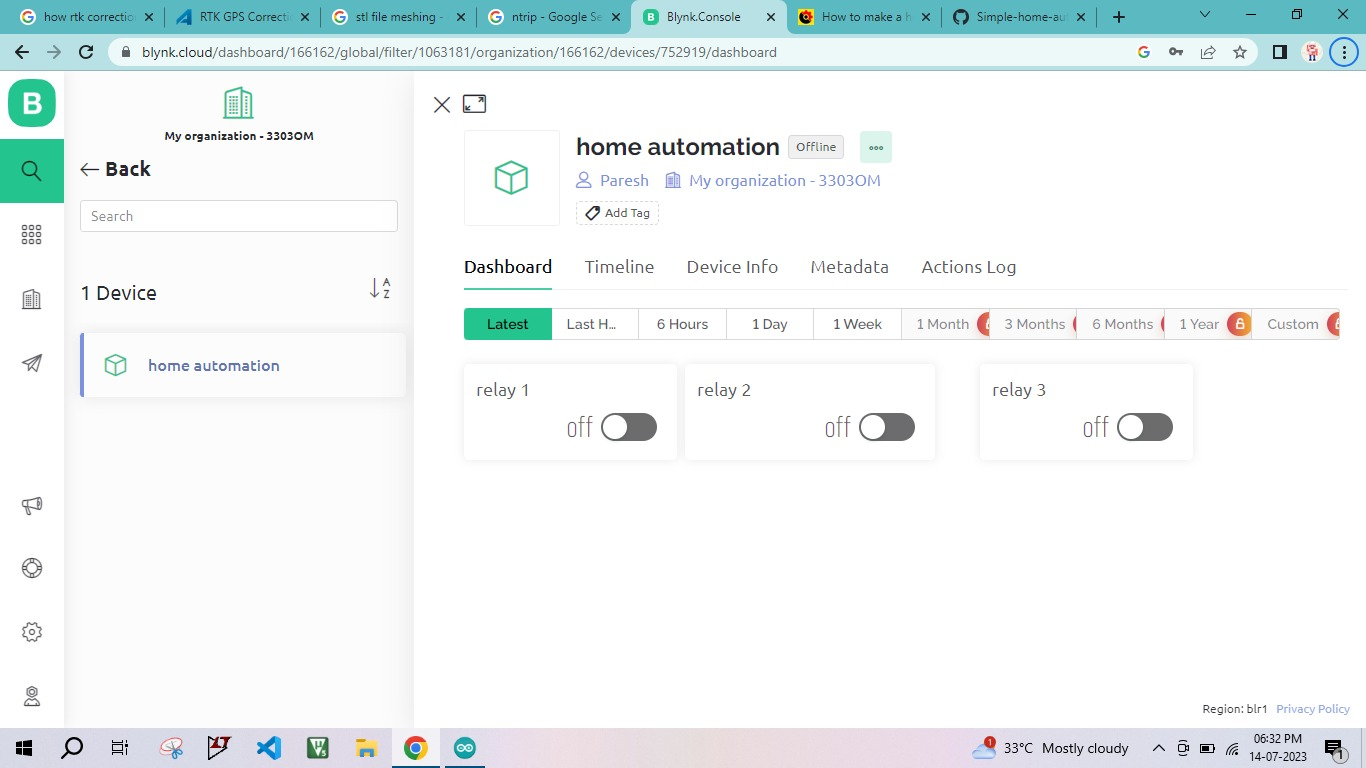 how rtk correctio
RTK GPS Correcti
stl file meshing -
ntrip - Google Se
Blynk.Console
How to make a h
Simple-home-au
blynk.cloud/dashboard/166162/global/filter/1063181/organization/166162/devices/752919/dashboard
B
My organization - 3303OM
Back
Search
1 Device
A
Z
home automation
home automation
Offline
Paresh
My organization - 3303OM
Add Tag
Dashboard
Timeline
Device Info
Metadata
Actions Log
Latest
Last H...
6 Hours
1 Day
1 Week
1 Month
3 Months
6 Months
1 Year
Custom
relay 1
off
relay 2
off
relay 3
off
Region: blr1
Privacy Policy
1
33°C Mostly cloudy
06:32 PM
14-07-2023
1